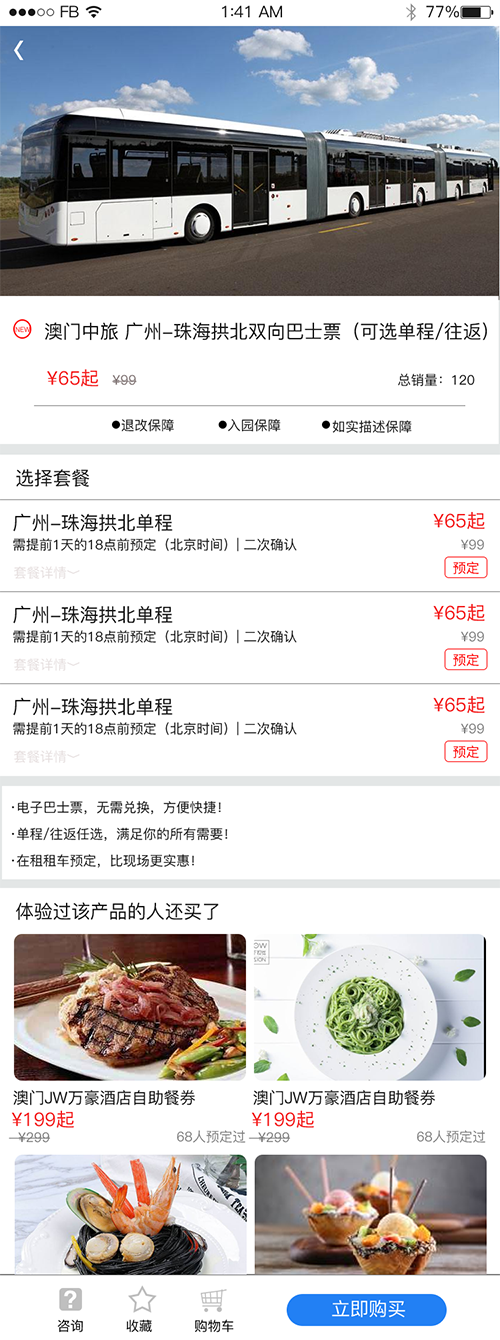 FB 1:41 AM 77%
NEW 澳门中旅 广州-珠海拱北双向巴士票（可选单程/往返)
¥65起 ¥99 总销量：120
●退改保障 ●入园保障 ●如实描述保障
选择套餐
广州-珠海拱北单程 ¥65起
需提前1天的18点前预定（北京时间）| 二次确认 ¥99
套餐详情 预定
广州-珠海拱北单程 ¥65起
需提前1天的18点前预定（北京时间）| 二次确认 ¥99
套餐详情 预定
广州-珠海拱北单程 ¥65起
需提前1天的18点前预定（北京时间）| 二次确认 ¥99
套餐详情 预定
·电子巴士票，无需兑换，方便快捷！
·单程/往返任选，满足你的所有需要！
·在租租车预定，比现场更实惠！
体验过该产品的人还买了
澳门JW万豪酒店自助餐券 澳门JW万豪酒店自助餐券
¥199起 ¥199起
¥299 68人预定过 ¥299 68人预定过
咨询 收藏 购物车 立即购买